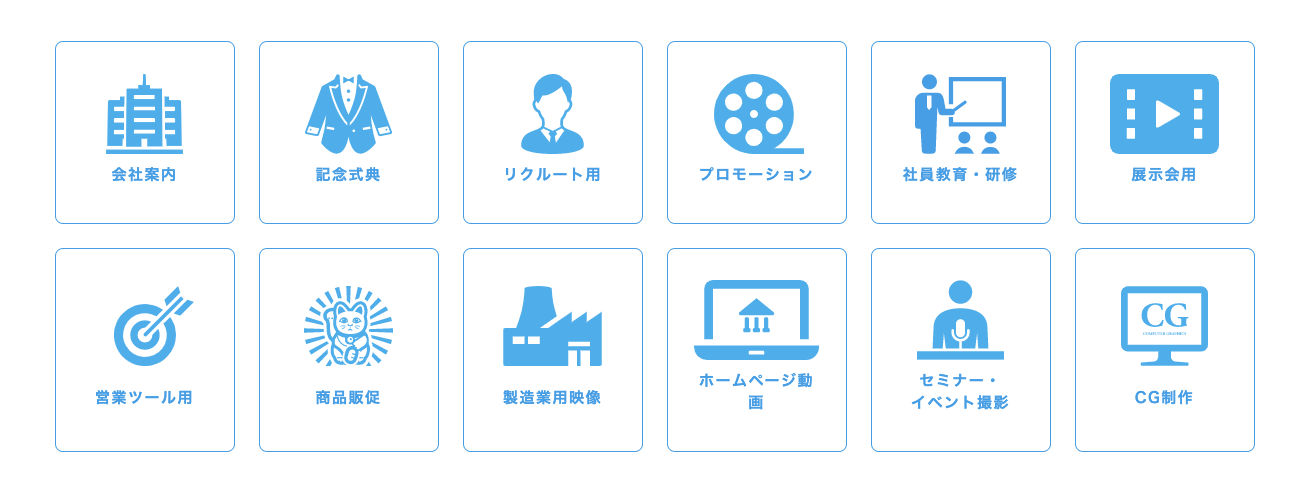 会社案内
記念式典
リクルート用
プロモーション
社員教育・研修
展示会用
営業ツール用
商品販促
製造業用映像
ホームページ動
画
セミナー・
イベント撮影
CG
COMPUTER GRAPHICS
CG制作